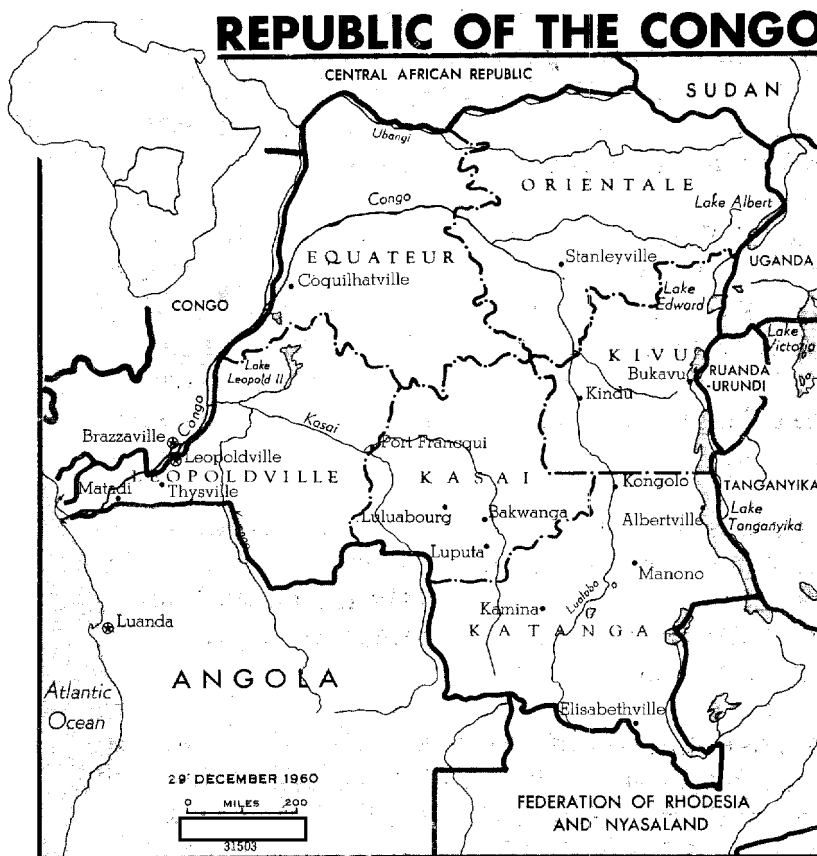 REPUBLIC OF THE CONGO
CENTRAL AFRICAN REPUBLIC
SUDAN
Ubangi
ORIENTALE
Congo
Lake Albert
EQUATEUR
Stanleyville
UGANDA
Coquilhatville
Lake
Edward
CONGO
Lake
Victoria
KIVU
Lake
Leopold II
Bukavu
RUANDA
-URUNDI
Kindu
Congo
Kasai
Brazzaville
Port Francqui
Leopoldville
LEOPOLDVILLE
KASAI
Kongolo
TANGANYIKA
Matadi
Thysville
Luluabourg
Bakwanga
Albertville
Lake
Tanganyika
Luputa
Manono
Lualaba
Kamina
Luanda
KATANGA
ANGOLA
Atlantic
Ocean
Elisabethville
29 DECEMBER 1960
0 MILES 200
31503
FEDERATION OF RHODESIA
AND NYASALAND